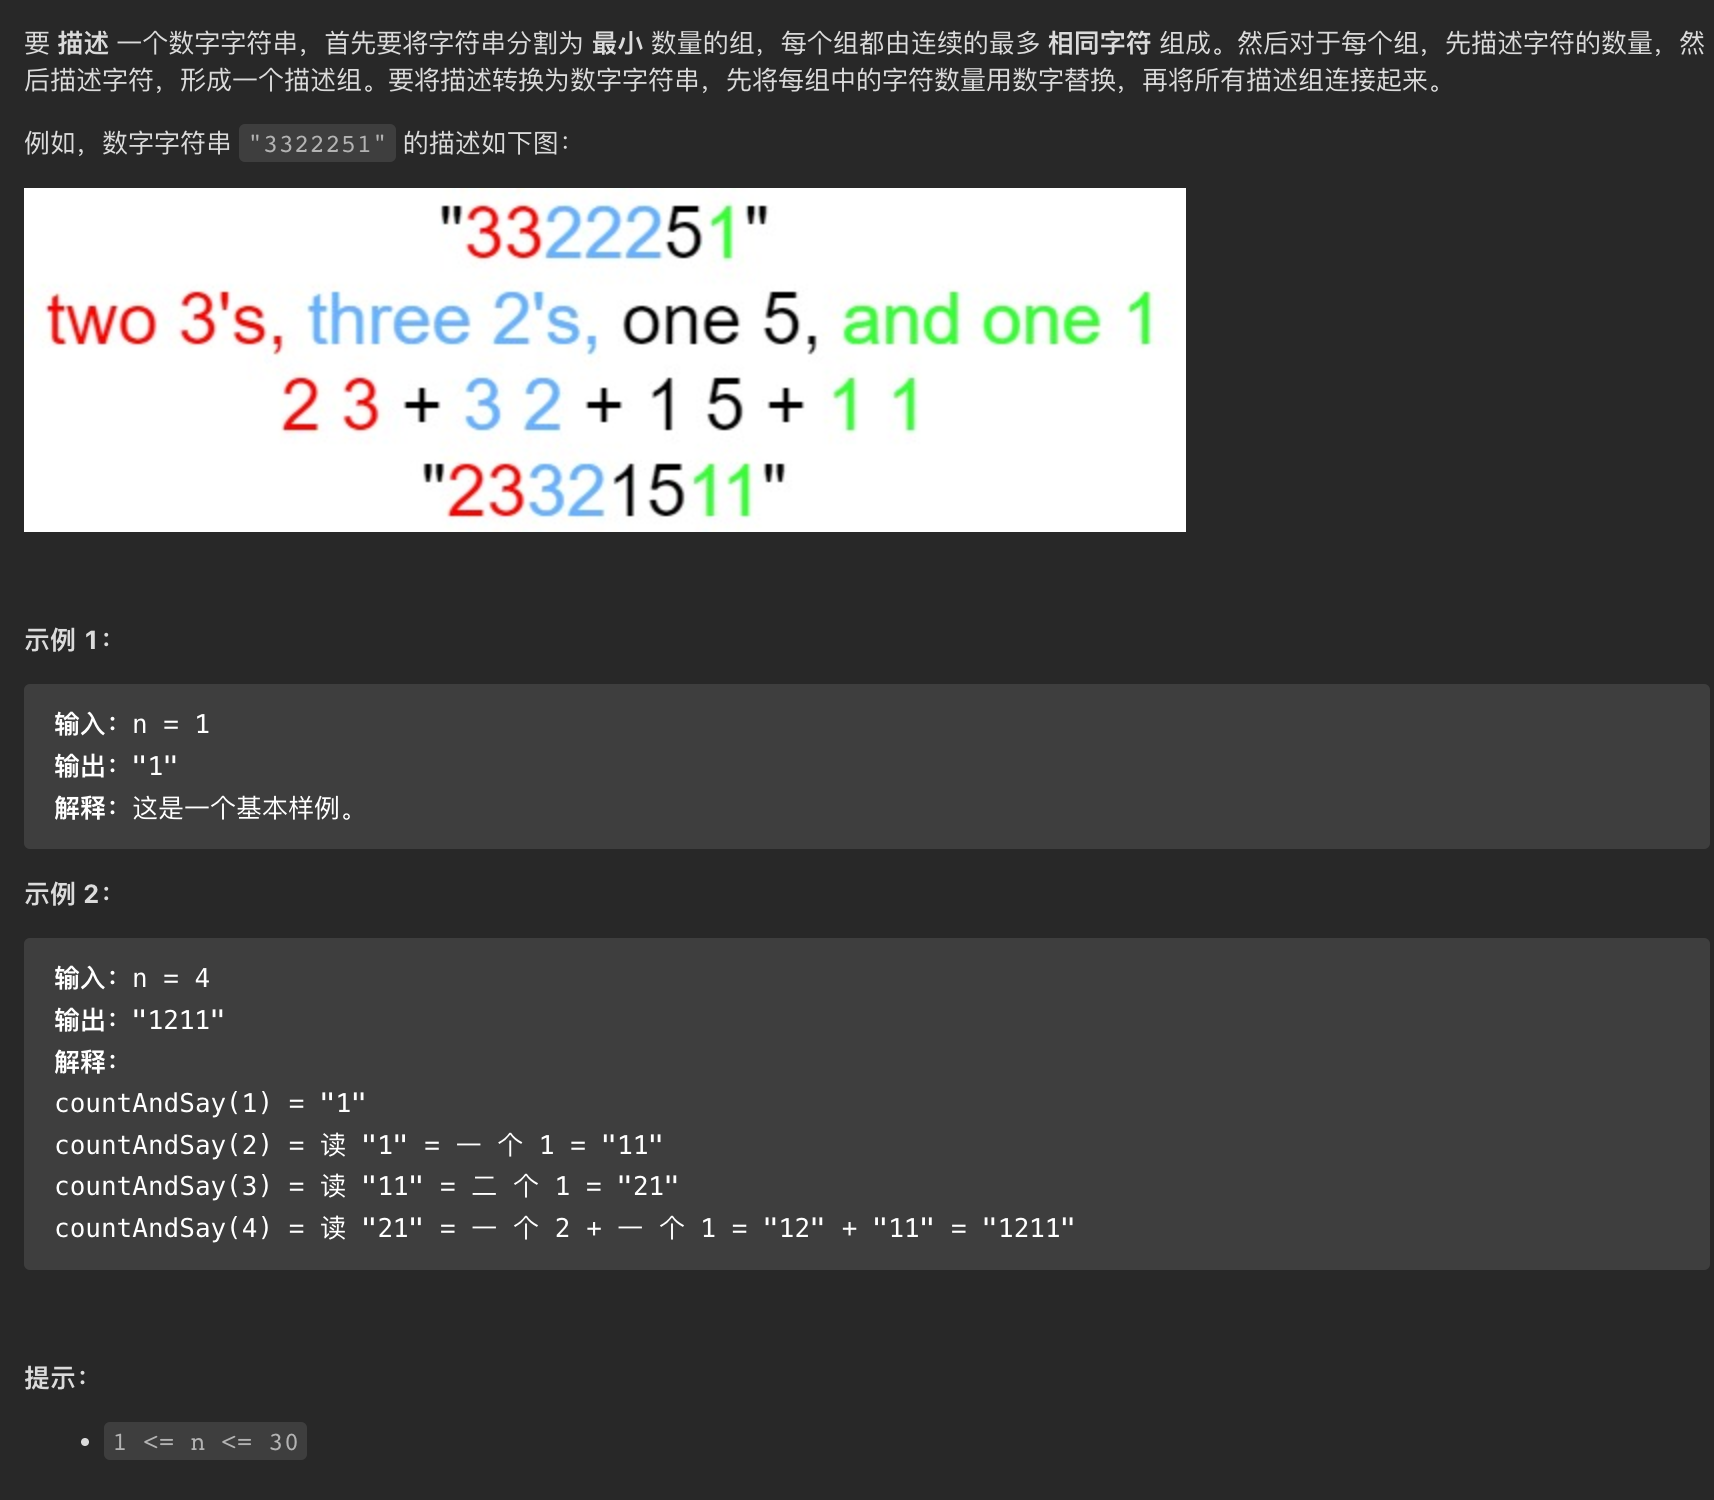 要 描述 一个数字字符串，首先要将字符串分割为 最小 数量的组，每个组都由连续的最多 相同字符 组成。然后对于每个组，先描述字符的数量，然
后描述字符，形成一个描述组。要将描述转换为数字字符串，先将每组中的字符数量用数字替换，再将所有描述组连接起来。
例如，数字字符串 "3322251" 的描述如下图：
"3322251"
two 3's, three 2's, one 5, and one 1
2 3 + 3 2 + 1 5 + 1 1
"23321511"
示例 1：
输入：n = 1
输出："1"
解释：这是一个基本样例。
示例 2：
输入：n = 4
输出："1211"
解释：
countAndSay(1) = "1"
countAndSay(2) = 读 "1" = 一 个 1 = "11"
countAndSay(3) = 读 "11" = 二 个 1 = "21"
countAndSay(4) = 读 "21" = 一 个 2 + 一 个 1 = "12" + "11" = "1211"
提示：
• 1 <= n <= 30